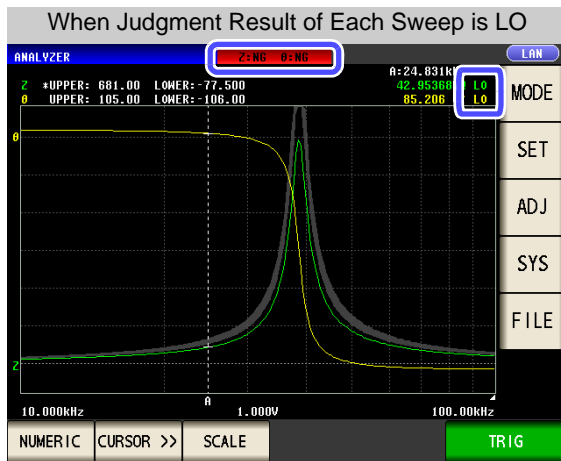 When Judgment Result of Each Sweep is LO
ANALYZER
Z:NG θ:NG
LAN
A:24.831k
Z *UPPER: 681.00 LOWER:-77.500 42.95368 LO
θ UPPER: 105.00 LOWER:-106.00 85.206 LO
MODE
θ
SET
ADJ
SYS
FILE
Z
A
10.000kHz 1.000V 100.00kHz
NUMERIC CURSOR >> SCALE TRIG